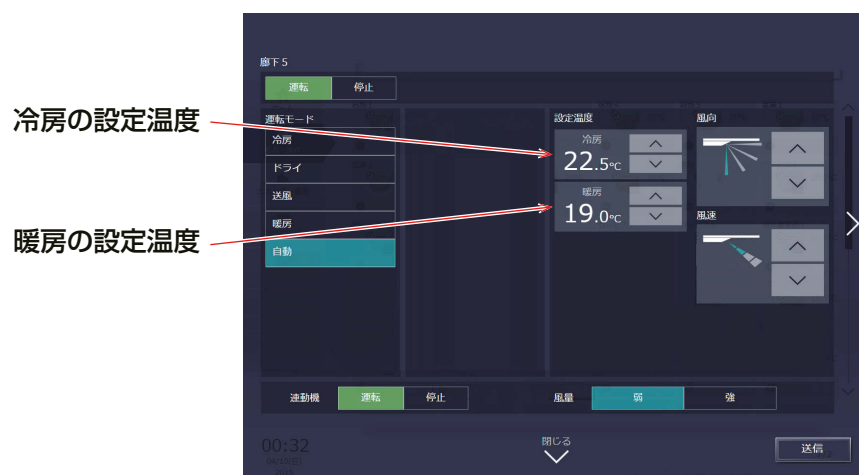 廊下5
運転 停止
冷房の設定温度
暖房の設定温度
運転モード
冷房
ドライ
送風
暖房
自動
設定温度
冷房
22.5℃
暖房
19.0℃
風向
風速
連動機 運転 停止
風量 弱 強
00:32
閉じる
送信